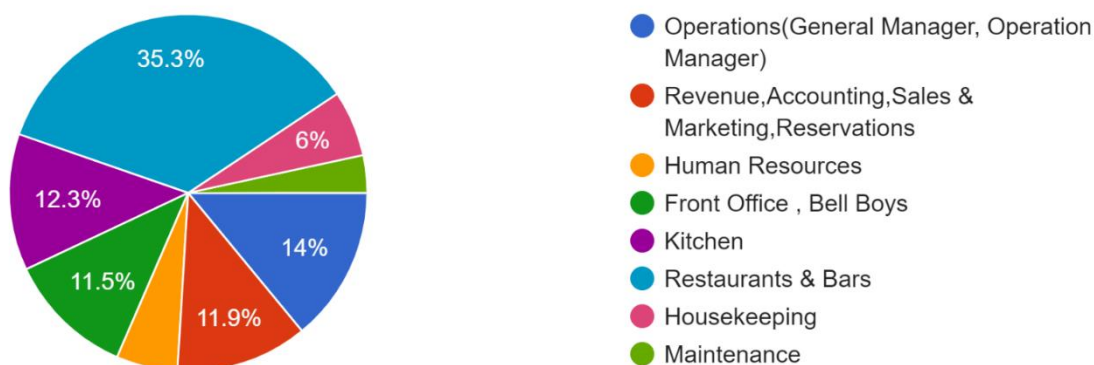 35.3%
6%
12.3%
14%
11.5%
11.9%
Operations(General Manager, Operation
Manager)
Revenue,Accounting,Sales &
Marketing,Reservations
Human Resources
Front Office , Bell Boys
Kitchen
Restaurants & Bars
Housekeeping
Maintenance